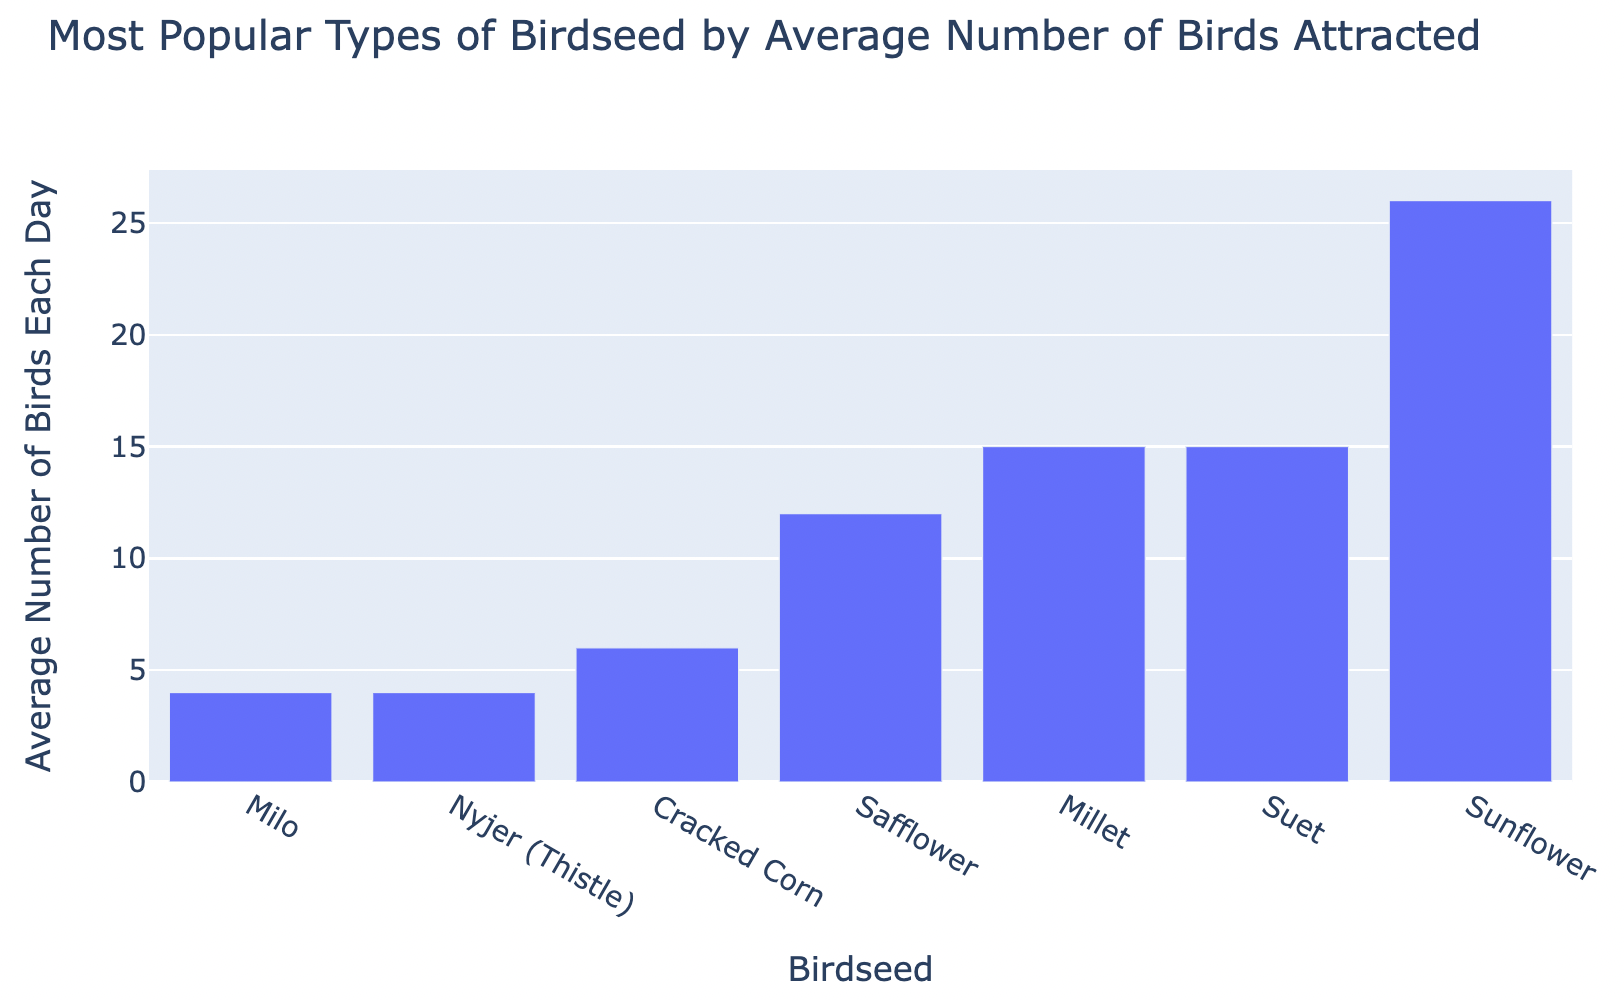 Most Popular Types of Birdseed by Average Number of Birds Attracted
Average Number of Birds Each Day
25
20
15
10
5
0
Milo
Nyjer (Thistle)
Cracked Corn
Safflower
Millet
Suet
Sunflower
Birdseed